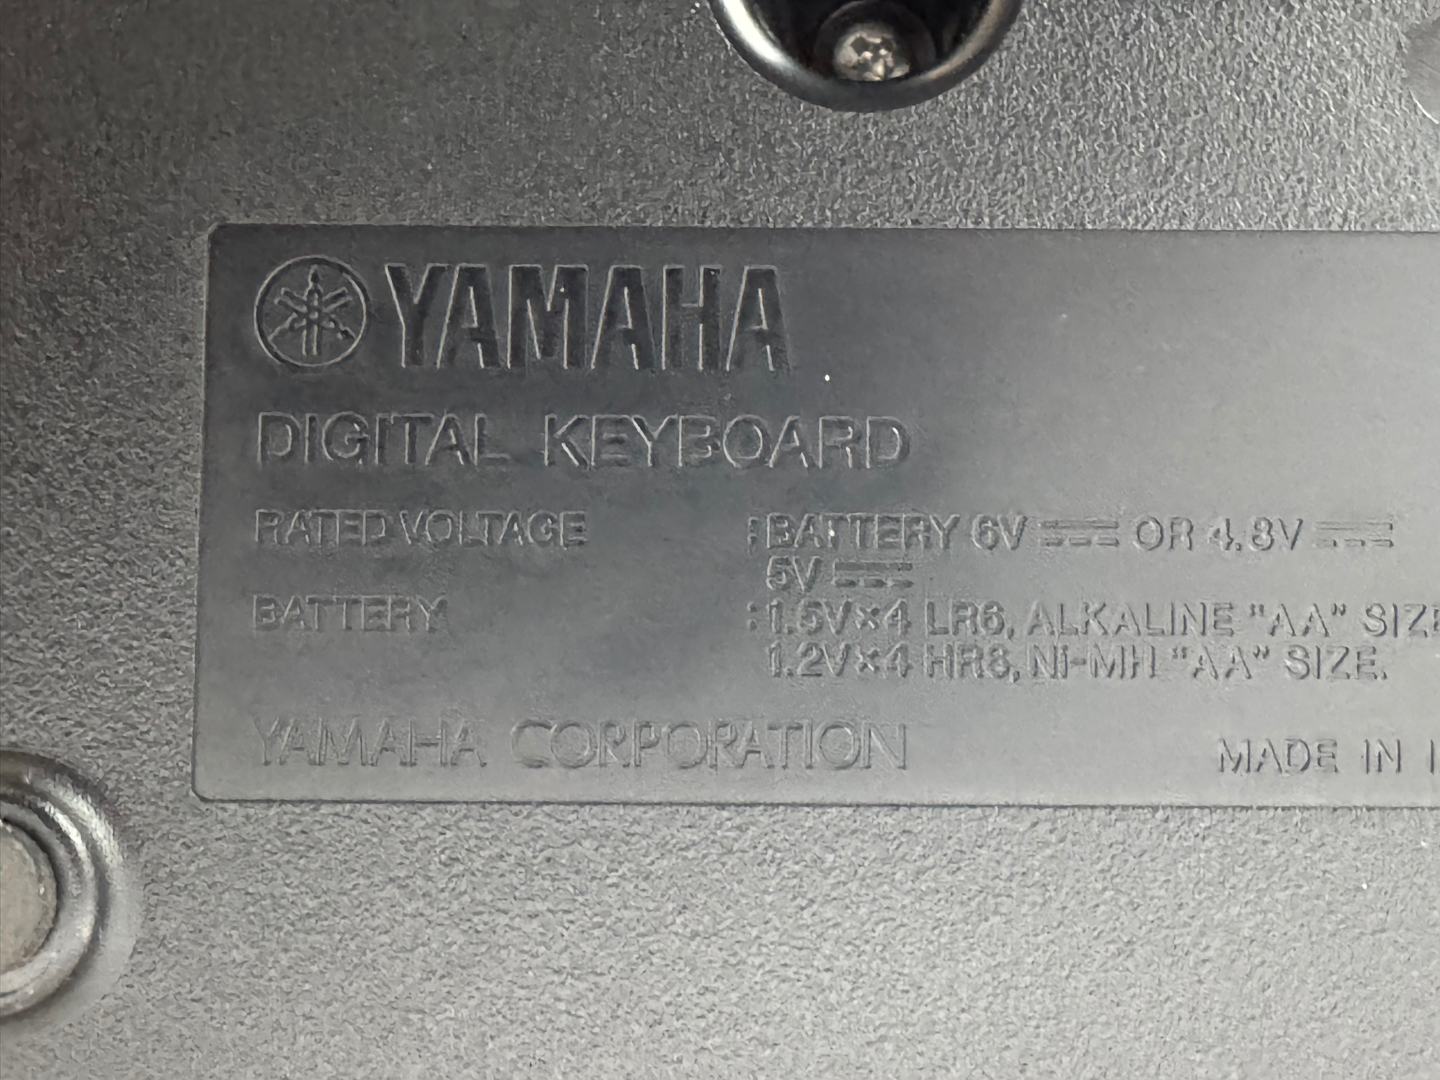 YAMAHA
DIGITAL KEYBOARD
RATED VOLTAGE :BATTERY 6V OR 4.8V
5V
BATTERY :1.5V×4 LR6, ALKALINE "AA" SIZE
1.2V×4 HR6, Ni-MH "AA" SIZE.
YAMAHA CORPORATION MADE IN